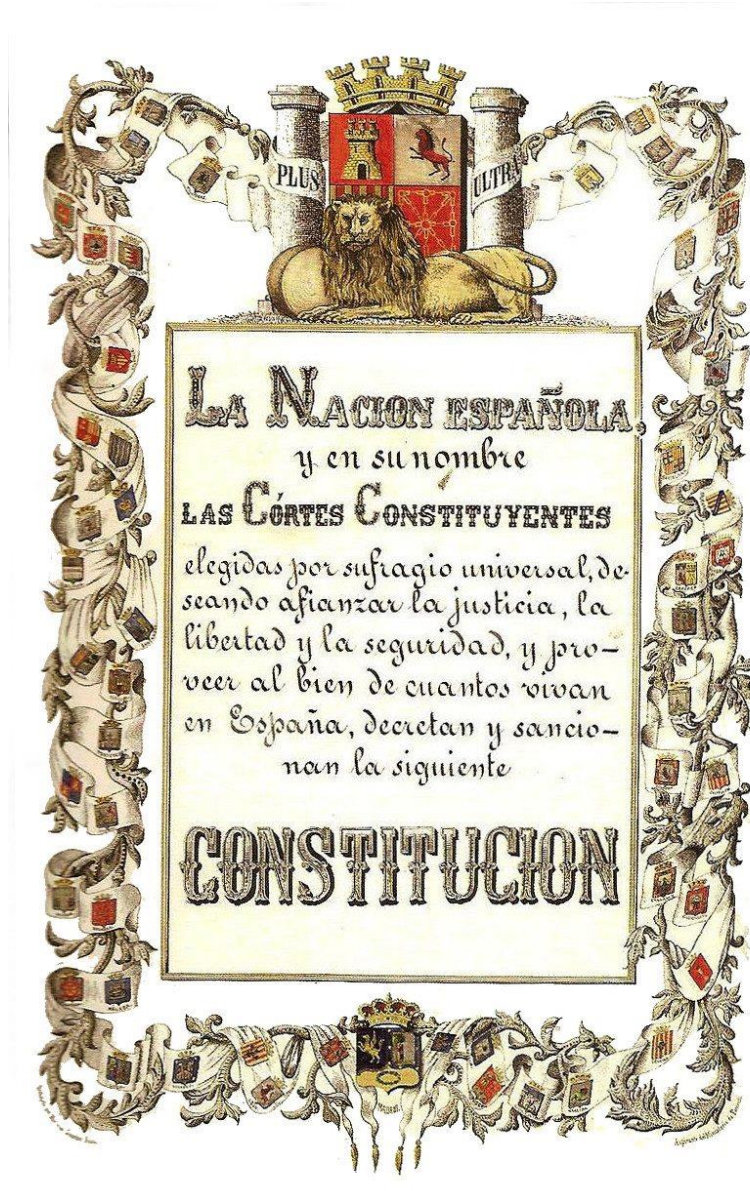 PLUS ULTRA
LA NACION ESPAÑOLA,
y en su nombre
LAS CÓRTES CONSTITUYENTES
elegidas por sufragio universal, de-
seando afianzar la justicia, la
libertad y la seguridad, y pro-
veer al bien de cuantos vivan
en España, decretan y sancio-
nan la siguiente
CONSTITUCION